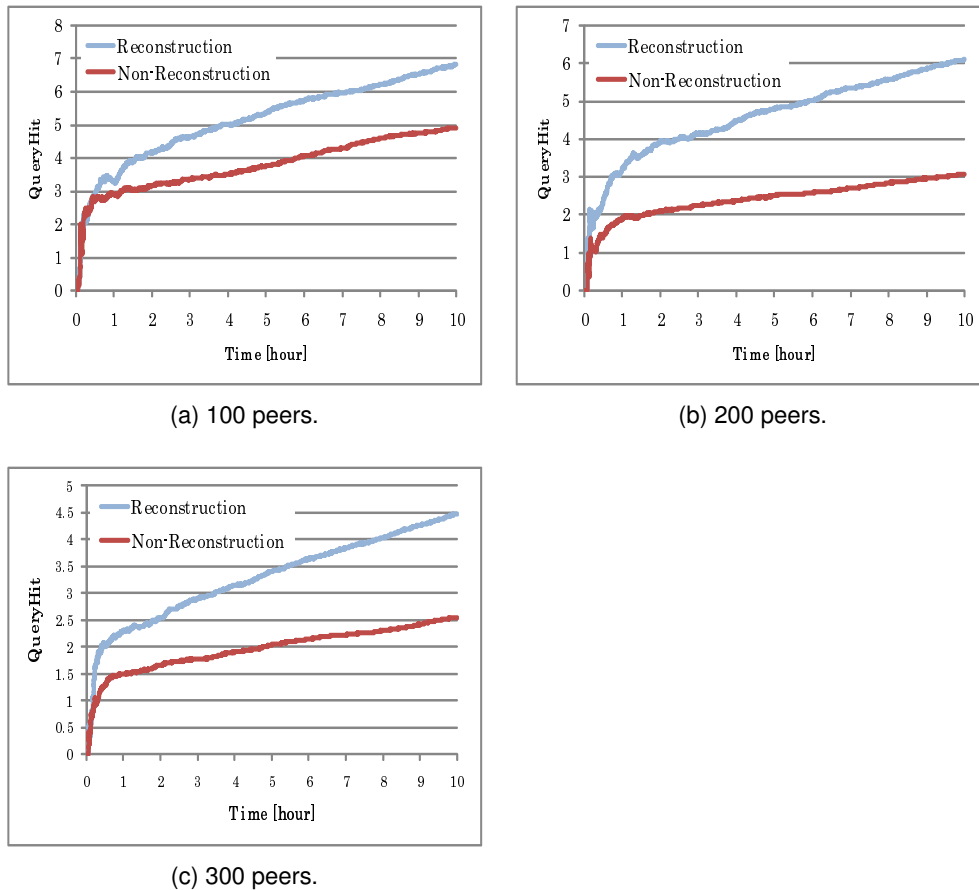 8
Reconstruction
7
Non-Reconstruction
6
5
4
3
2
1
0
QueryHit
0 1 2 3 4 5 6 7 8 9 10
Time [hour]
(a) 100 peers.
7
Reconstruction
6
Non-Reconstruction
5
4
3
2
1
0
QueryHit
0 1 2 3 4 5 6 7 8 9 10
Time [hour]
(b) 200 peers.
5
Reconstruction
4.5
Non-Reconstruction
4
3.5
3
2.5
2
1.5
1
0.5
0
QueryHit
0 1 2 3 4 5 6 7 8 9 10
Time [hour]
(c) 300 peers.